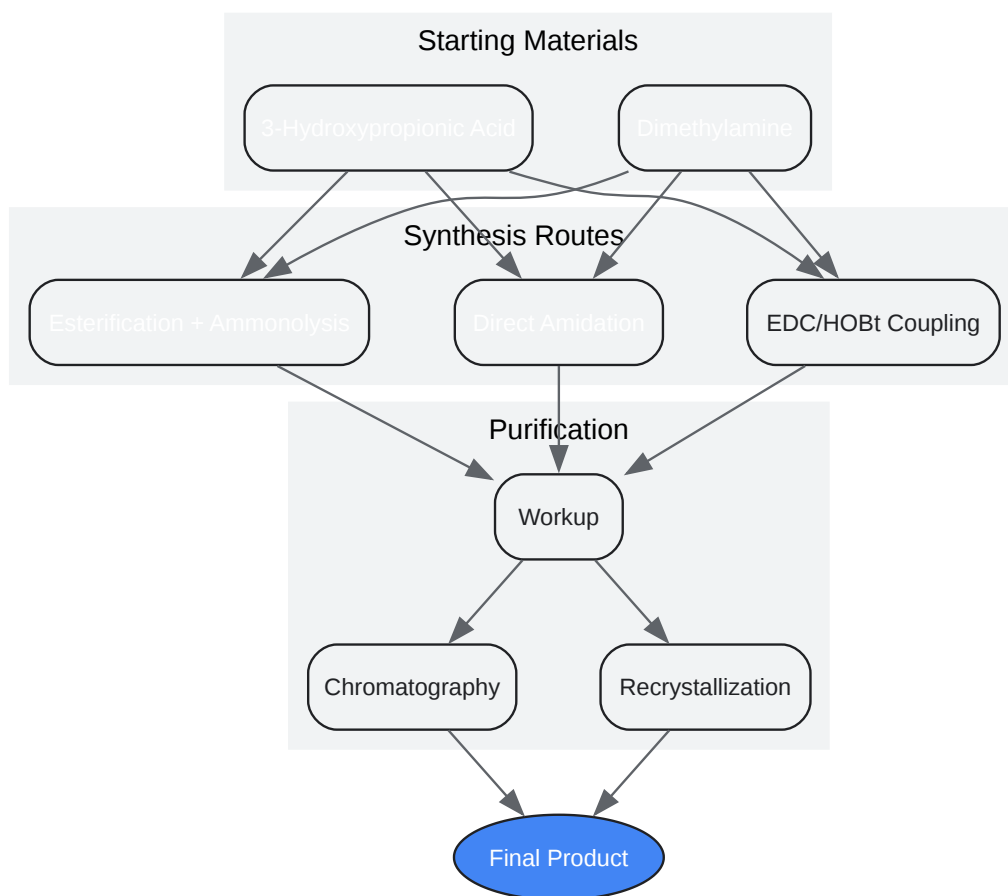 Starting Materials
3-Hydroxypropionic Acid
Dimethylamine
Synthesis Routes
Esterification + Ammonolysis
Direct Amidation
EDC/HOBt Coupling
Purification
Workup
Chromatography
Recrystallization
Final Product